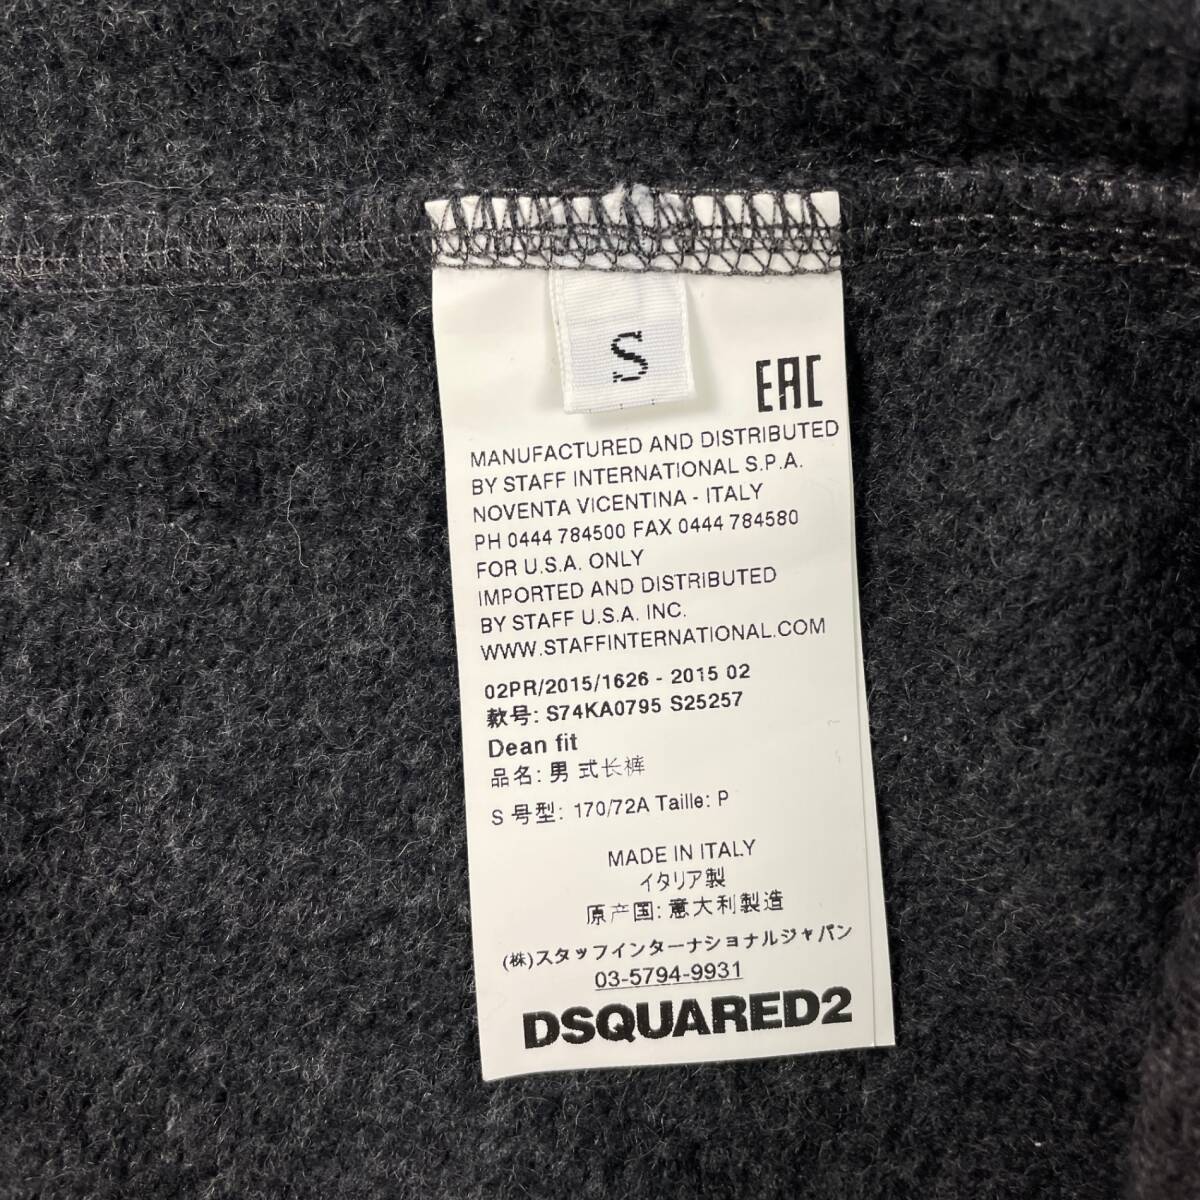 S
EAC
MANUFACTURED AND DISTRIBUTED
BY STAFF INTERNATIONAL S.P.A.
NOVENTA VICENTINA - ITALY
PH 0444 784500 FAX 0444 784580
FOR U.S.A. ONLY
IMPORTED AND DISTRIBUTED
BY STAFF U.S.A. INC.
WWW.STAFFINTERNATIONAL.COM
02PR/2015/1626 - 2015 02
款号: S74KA0795 S25257
Dean fit
品名: 男 式长裤
S 号型: 170/72A Taille: P
MADE IN ITALY
イタリア製
原产国: 意大利製造
(株)スタッフインターナショナルジャパン
03-5794-9931
DSQUARED2